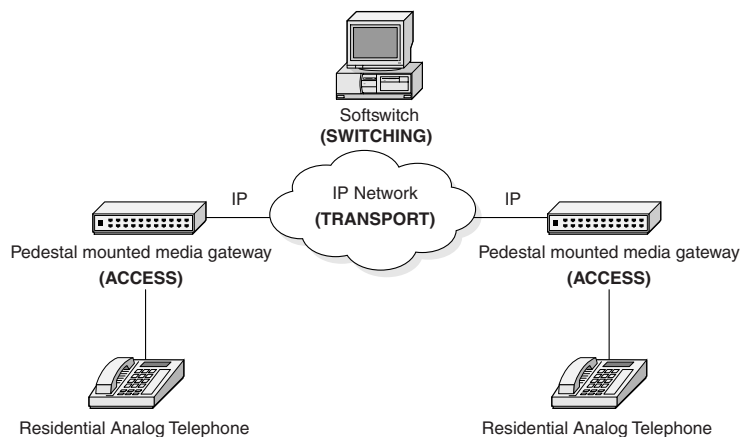 Softswitch
(SWITCHING)
IP
IP Network
(TRANSPORT)
IP
Pedestal mounted media gateway
(ACCESS)
Pedestal mounted media gateway
(ACCESS)
Residential Analog Telephone
Residential Analog Telephone